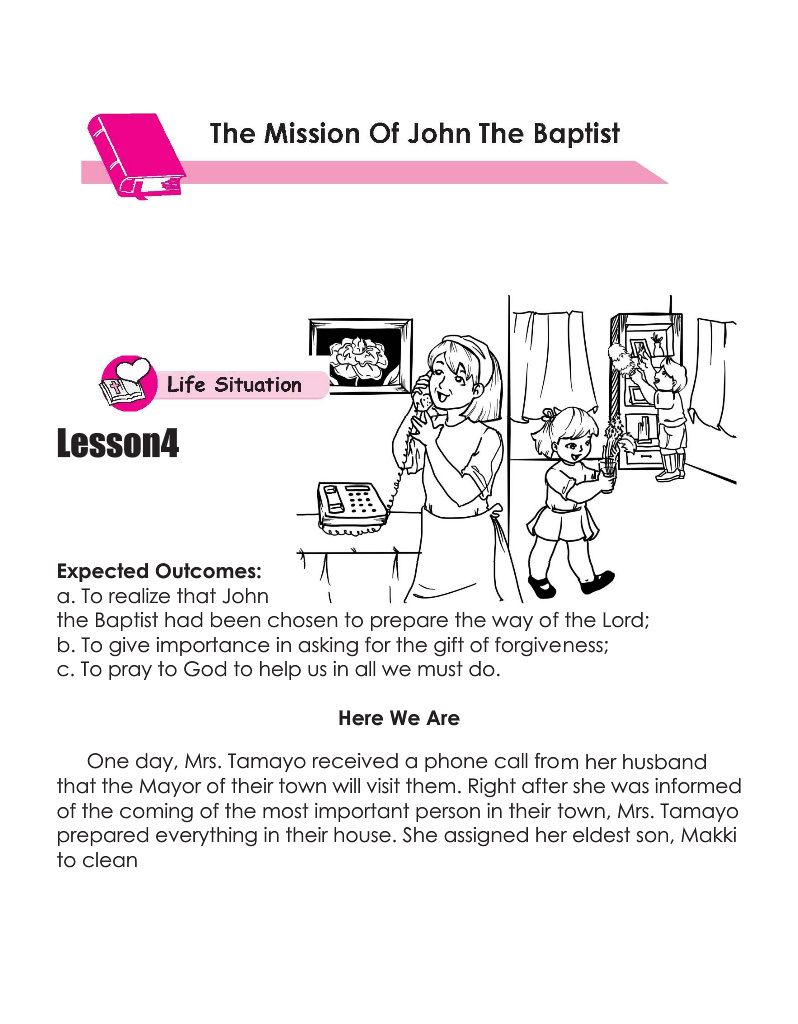 The Mission Of John The Baptist
Life Situation
Lesson4
Expected Outcomes:
a. To realize that John
the Baptist had been chosen to prepare the way of the Lord;
b. To give importance in asking for the gift of forgiveness;
c. To pray to God to help us in all we must do.
Here We Are
One day, Mrs. Tamayo received a phone call from her husband
that the Mayor of their town will visit them. Right after she was informed
of the coming of the most important person in their town, Mrs. Tamayo
prepared everything in their house. She assigned her eldest son, Makki
to clean